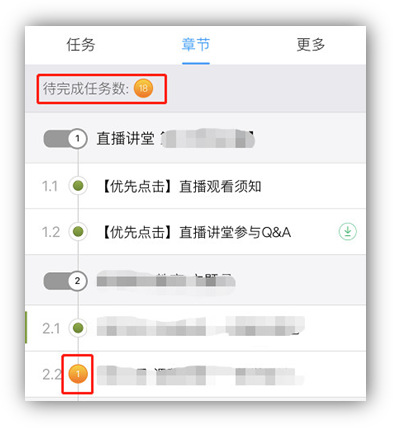 任务 章节 更多
待完成任务数: 18
1 直播讲堂
1.1 【优先点击】直播观看须知
1.2 【优先点击】直播讲堂参与Q&A
2
2.1
2.2 1